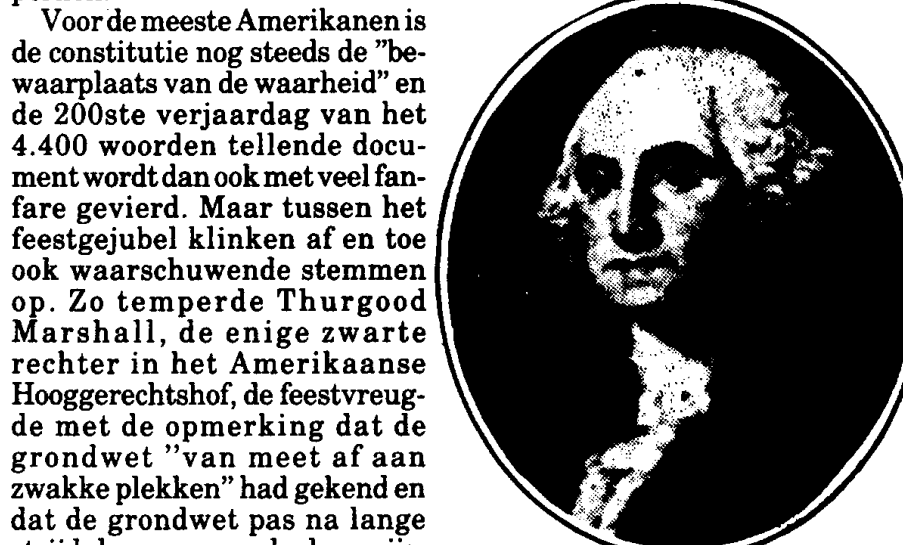 Voor de meeste Amerikanen is
de constitutie nog steeds de ”be-
waarplaats van de waarheid” en
de 200ste verjaardag van het
4.400 woorden tellende docu-
ment wordt dan ook met veel fan-
fare gevierd. Maar tussen het
feestgejubel klinken af en toe
ook waarschuwende stemmen
op. Zo temperde Thurgood
Marshall, de enige zwarte
rechter in het Amerikaanse
Hooggerechtshof, de feestvreug-
de met de opmerking dat de
grondwet ”van meet af aan
zwakke plekken” had gekend en
dat de grondwet pas na lange